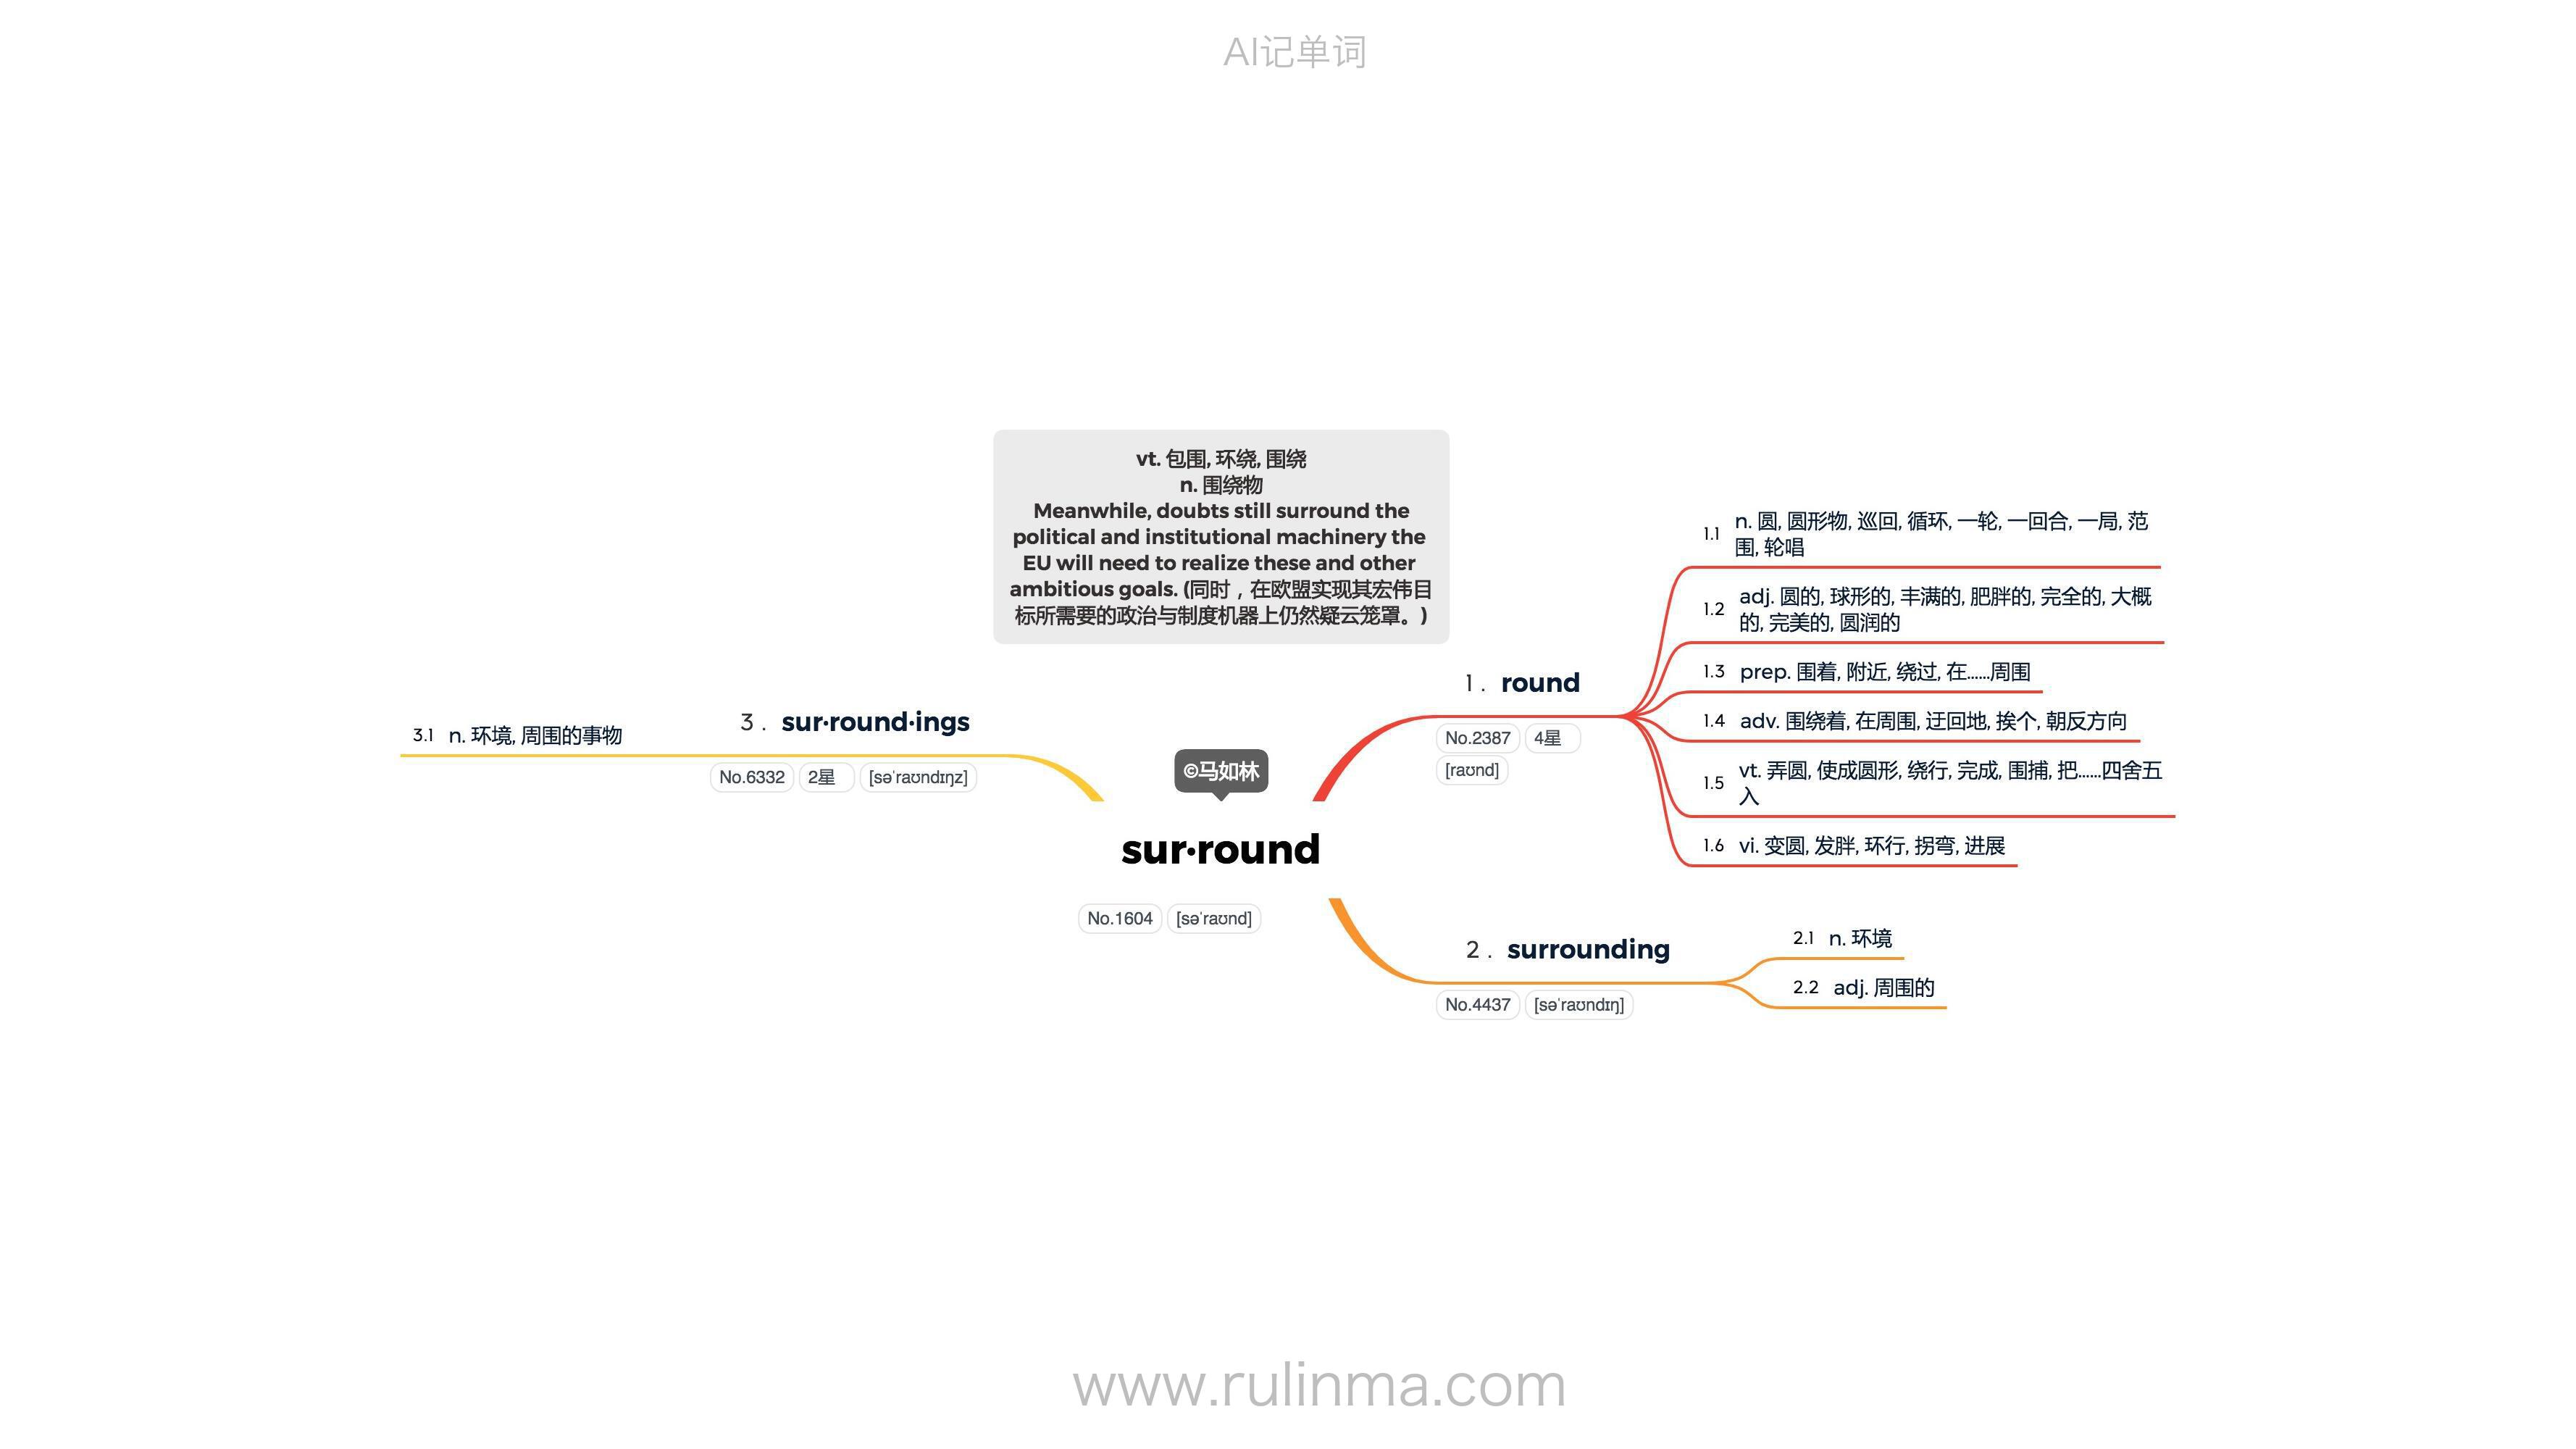 AI记单词
vt. 包围, 环绕, 围绕
n. 围绕物
Meanwhile, doubts still surround the
political and institutional machinery the
EU will need to realize these and other
ambitious goals. (同时，在欧盟实现其宏伟目
标所需要的政治与制度机器上仍然疑云笼罩。)
©马如林
sur·round
No.1604 [səˈraʊnd]
1. round
No.2387 4星
[raʊnd]
1.1 n. 圆, 圆形物, 巡回, 循环, 一轮, 一回合, 一局, 范
围, 轮唱
1.2 adj. 圆的, 球形的, 丰满的, 肥胖的, 完全的, 大概
的, 完美的, 圆润的
1.3 prep. 围着, 附近, 绕过, 在……周围
1.4 adv. 围绕着, 在周围, 迂回地, 挨个, 朝反方向
1.5 vt. 弄圆, 使成圆形, 绕行, 完成, 围捕, 把……四舍五
入
1.6 vi. 变圆, 发胖, 环行, 拐弯, 进展
2. surrounding
No.4437 [səˈraʊndɪŋ]
2.1 n. 环境
2.2 adj. 周围的
3. sur·round·ings
No.6332 2星 [səˈraʊndɪŋz]
3.1 n. 环境, 周围的事物
www.rulinma.com